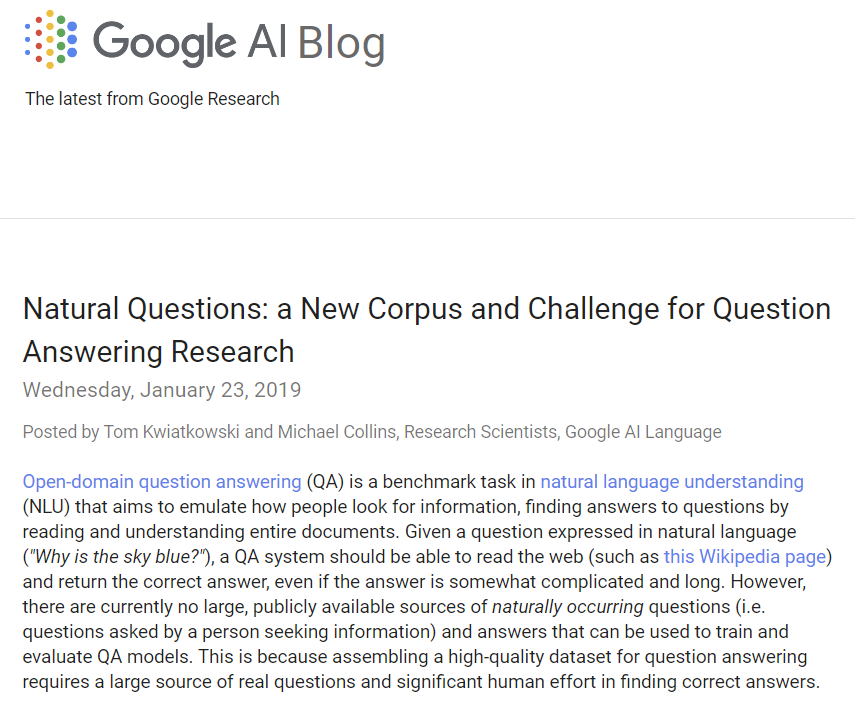 Google AI Blog
The latest from Google Research
Natural Questions: a New Corpus and Challenge for Question
Answering Research
Wednesday, January 23, 2019
Posted by Tom Kwiatkowski and Michael Collins, Research Scientists, Google AI Language
Open-domain question answering (QA) is a benchmark task in natural language understanding
(NLU) that aims to emulate how people look for information, finding answers to questions by
reading and understanding entire documents. Given a question expressed in natural language
("Why is the sky blue?"), a QA system should be able to read the web (such as this Wikipedia page)
and return the correct answer, even if the answer is somewhat complicated and long. However,
there are currently no large, publicly available sources of naturally occurring questions (i.e.
questions asked by a person seeking information) and answers that can be used to train and
evaluate QA models. This is because assembling a high-quality dataset for question answering
requires a large source of real questions and significant human effort in finding correct answers.